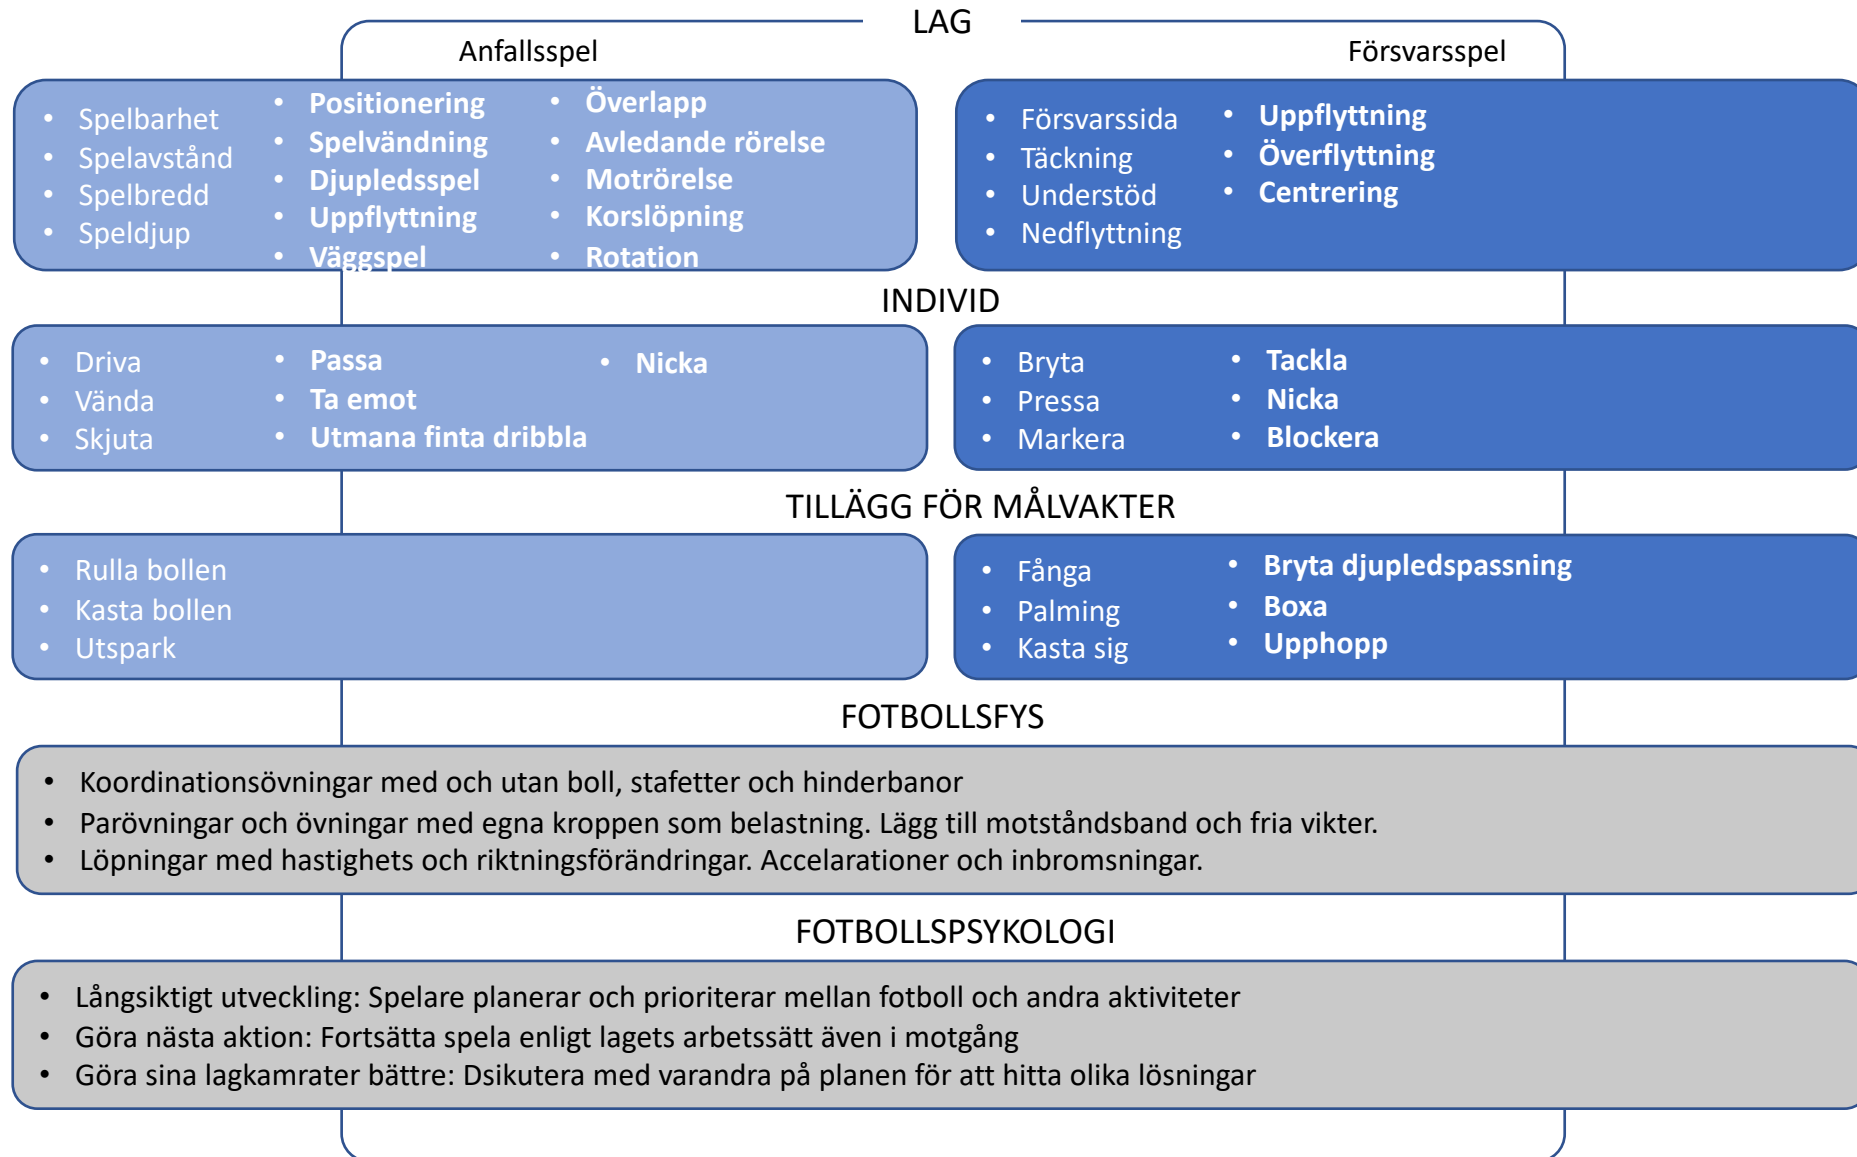 LAG
Anfallsspel
Försvarsspel
• Spelbarhet
• Spelavstånd
• Spelbredd
• Speldjup
• Positionering
• Spelvändning
• Djupledsspel
• Uppflyttning
• Väggspel
• Överlapp
• Avledande rörelse
• Motrörelse
• Korslöpning
• Rotation
• Försvarssida
• Täckning
• Understöd
• Nedflyttning
• Uppflyttning
• Överflyttning
• Centrering
INDIVID
• Driva
• Vända
• Skjuta
• Passa
• Ta emot
• Utmana finta dribbla
• Nicka
• Bryta
• Pressa
• Markera
• Tackla
• Nicka
• Blockera
TILLÄGG FÖR MÅLVAKTER
• Rulla bollen
• Kasta bollen
• Utspark
• Fånga
• Palming
• Kasta sig
• Bryta djupledspassning
• Boxa
• Upphopp
FOTBOLLSFYS
• Koordinationsövningar med och utan boll, stafetter och hinderbanor
• Parövningar och övningar med egna kroppen som belastning. Lägg till motståndsband och fria vikter.
• Löpningar med hastighets och riktningsförändringar. Accelarationer och inbromsningar.
FOTBOLLSPSYKOLOGI
• Långsiktigt utveckling: Spelare planerar och prioriterar mellan fotboll och andra aktiviteter
• Göra nästa aktion: Fortsätta spela enligt lagets arbetssätt även i motgång
• Göra sina lagkamrater bättre: Dsikutera med varandra på planen för att hitta olika lösningar